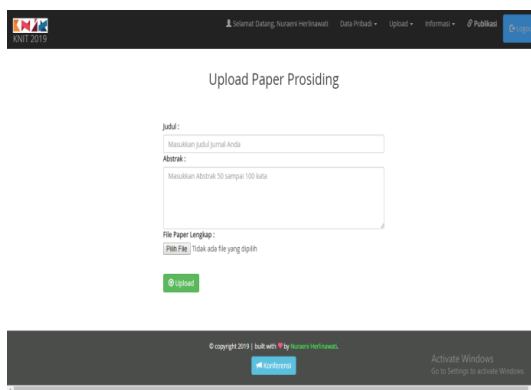 KNIT
KNIT 2019
Selamat Datang, Nuraeni Herlinawati
Data Pribadi
Upload
Informasi
Publikasi
Logout
Upload Paper Prosiding
Judul :
Masukkan Judul Jurnal Anda
Abstrak :
Masukkan Abstrak 50 sampai 100 kata
File Paper Lengkap :
Pilih File Tidak ada file yang dipilih
Upload
© copyright 2019 | built with by Nuraeni Herlinawati.
Konferensi
Activate Windows
Go to Settings to activate Windows.